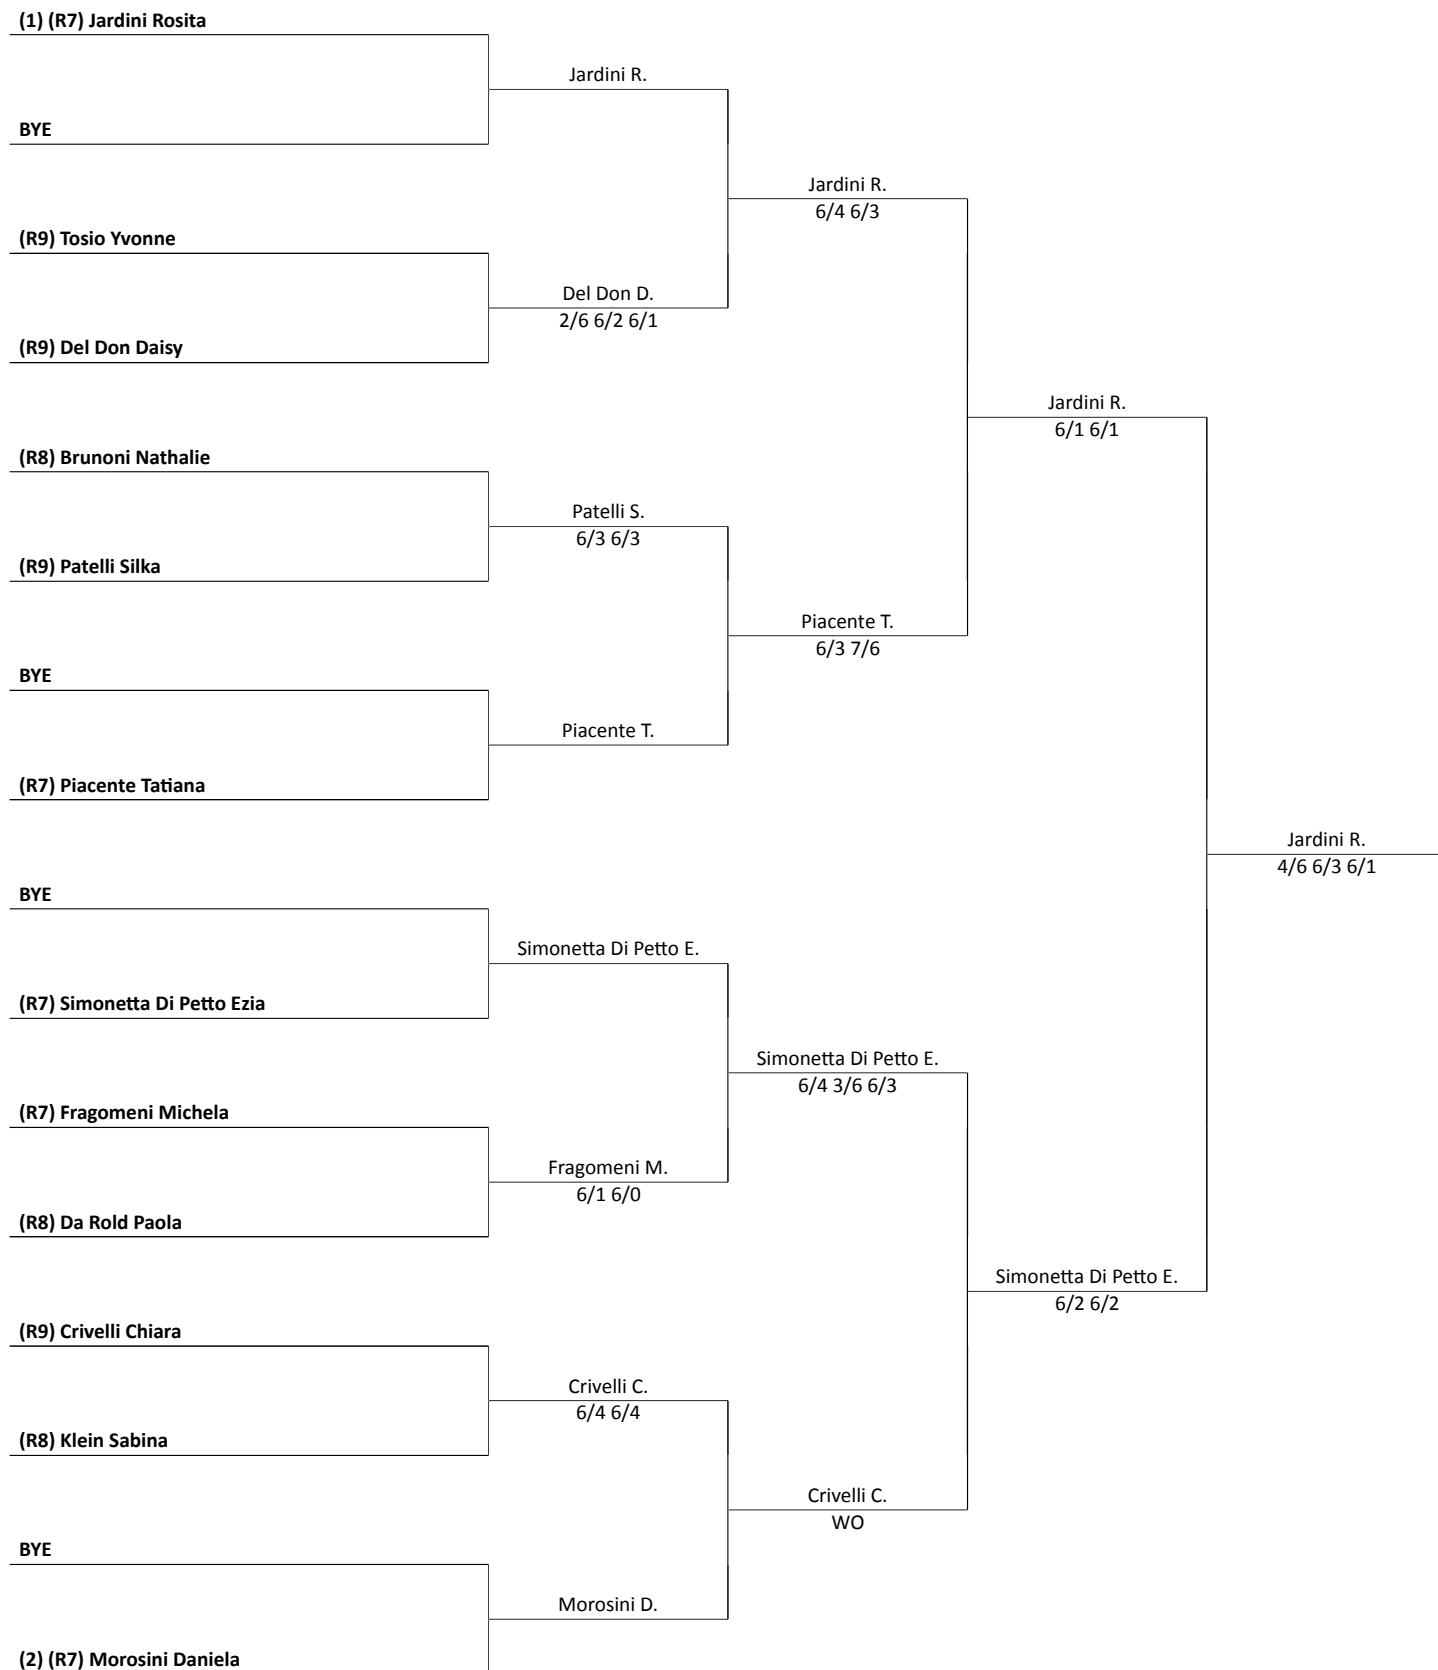 (1) (R7) Jardini Rosita
Jardini R.
BYE
Jardini R.
6/4 6/3
(R9) Tosio Yvonne
Del Don D.
2/6 6/2 6/1
(R9) Del Don Daisy
Jardini R.
6/1 6/1
(R8) Brunoni Nathalie
Patelli S.
6/3 6/3
(R9) Patelli Silka
Piacente T.
6/3 7/6
BYE
Piacente T.
(R7) Piacente Tatiana
Jardini R.
4/6 6/3 6/1
BYE
Simonetta Di Petto E.
(R7) Simonetta Di Petto Ezia
Simonetta Di Petto E.
6/4 3/6 6/3
(R7) Fragomeni Michela
Fragomeni M.
6/1 6/0
(R8) Da Rold Paola
Simonetta Di Petto E.
6/2 6/2
(R9) Crivelli Chiara
Crivelli C.
6/4 6/4
(R8) Klein Sabina
Crivelli C.
WO
BYE
Morosini D.
(2) (R7) Morosini Daniela